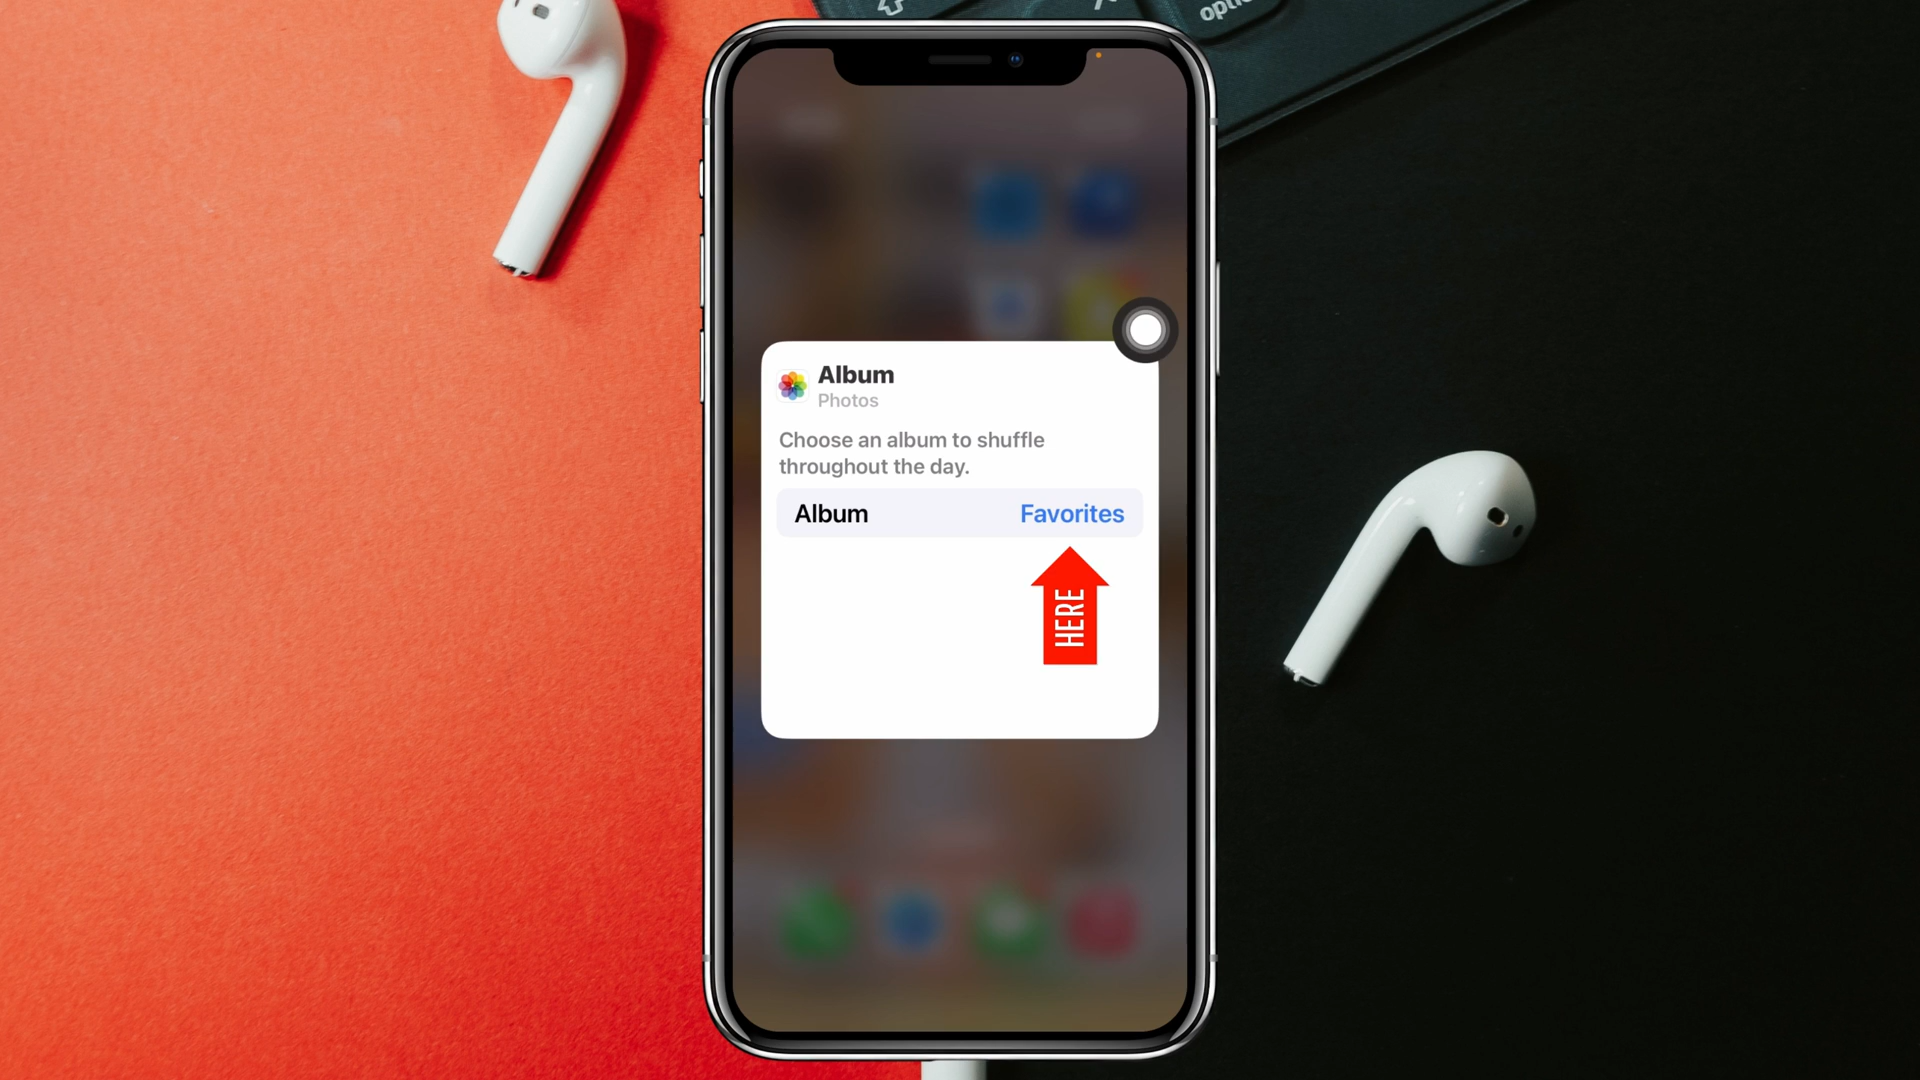 Album
Photos
Choose an album to shuffle
throughout the day.
Album Favorites
HERE